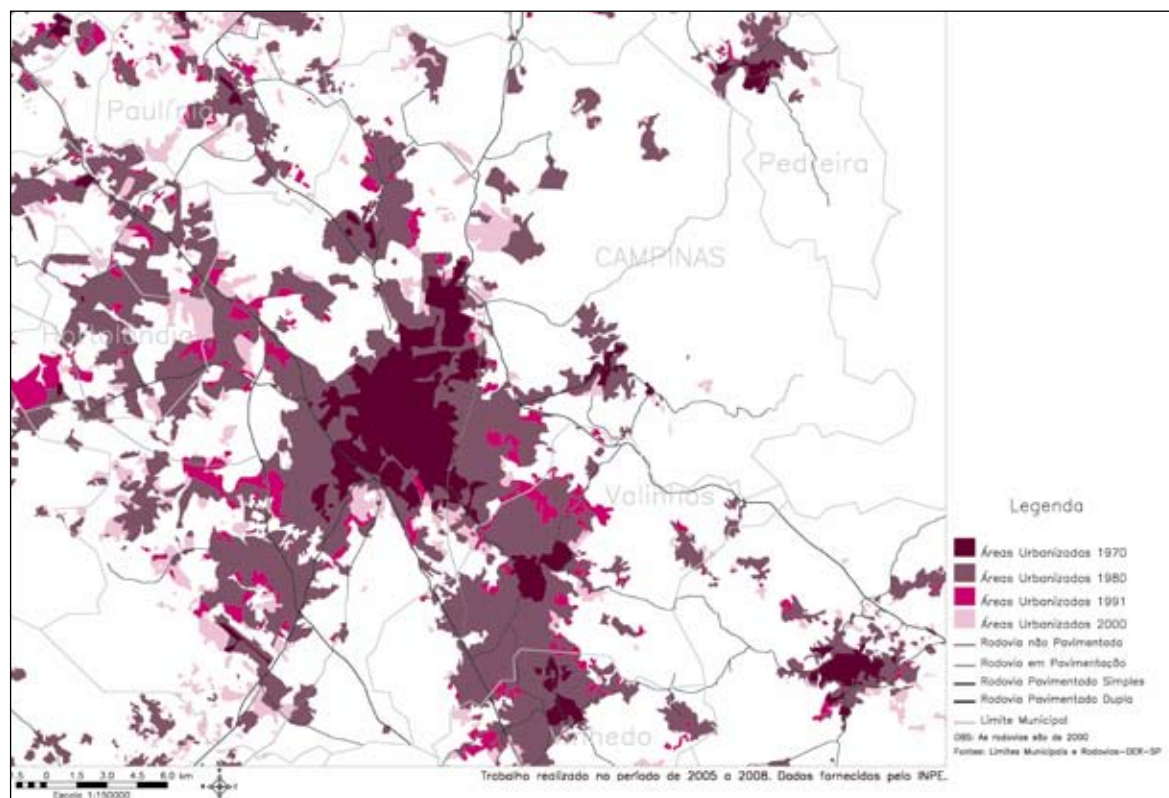 Paulínia
Pedreira
CAMPINAS
Hortolândia
Valinhos
Vinhedo
Legenda
Áreas Urbanizadas 1970
Áreas Urbanizadas 1980
Áreas Urbanizadas 1991
Áreas Urbanizadas 2000
Rodovia não Pavimentada
Rodovia em Pavimentação
Rodovia Pavimentada Simples
Rodovia Pavimentada Dupla
Limite Municipal
OBS: As rodovias são de 2000
Fontes: Limites Municipais e Rodovias-DER-SP
1.5 0 1.5 3.0 4.5 6.0 km
Escala 1:150000
Trabalho realizado no período de 2005 a 2008. Dados fornecidos pelo INPE.